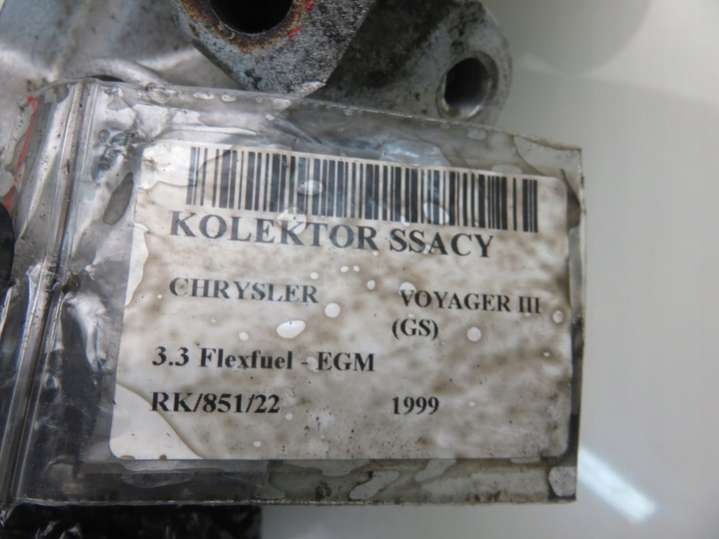 KOLEKTOR SSACY
CHRYSLER VOYAGER III
(GS)
3.3 Flexfuel - EGM
RK/851/22 1999